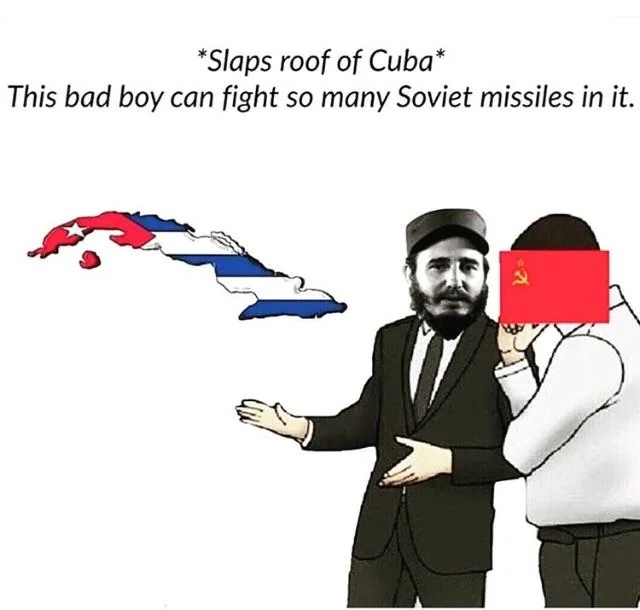 *Slaps roof of Cuba*
This bad boy can fight so many Soviet missiles in it.